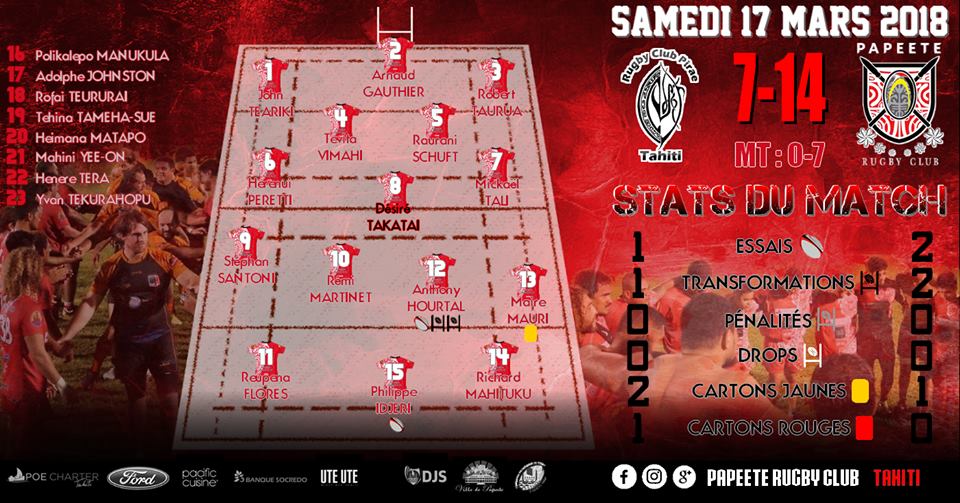 SAMEDI 17 MARS 2018
16 Polikalepo MANUKULA
17 Adolphe JOHNSTON
18 Rofai TEURURAI
19 Tehina TAMEHA-SUE
20 Heimana MATAPO
21 Mahini YEE-ON
22 Henere TERA
23 Yvan TEKURAHOPU
1
John
TEARIKI
2
Arnaud
GAUTHIER
3
Robert
TAURUA
4
Tevita
VIMAHI
5
Raurani
SCHUFT
6
PERETTI
7
Mickael
TALI
8
Désiré
TAKATAI
9
Stephan
SANTONI
10
Rémi
MARTINET
12
Anthony
HOURTAL
13
MAURI
11
FLORES
15
Philippe
IDJERI
14
Richard
MAHITUKU
Rugby Club Pirae
Tahiti
7-14
MT : 0-7
PAPEETE
RUGBY CLUB
STATS DU MATCH
1 ESSAIS 2
1 TRANSFORMATIONS 2
0 PÉNALITÉS 0
0 DROPS 0
2 CARTONS JAUNES 1
1 CARTONS ROUGES 0
POE CHARTER
Ford
pacific
cuisine
BANQUE SOCREDO
UTE UTE
DJS
Ville de Papeete
PAPEETE RUGBY CLUB TAHITI